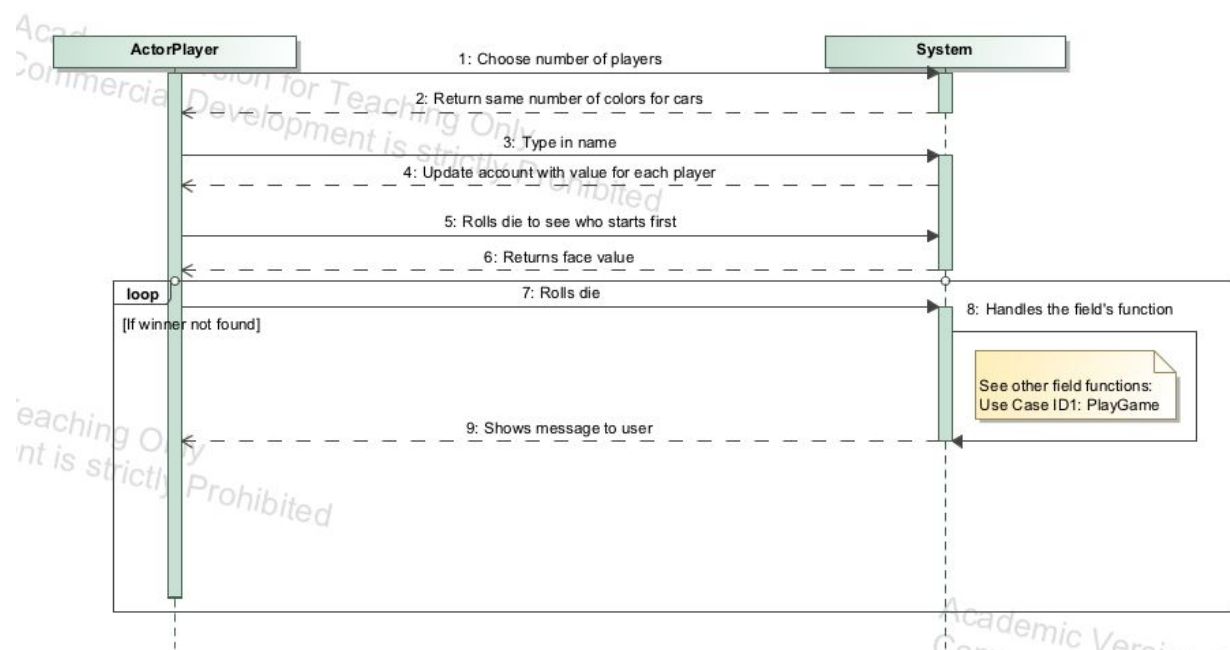 Academic Version for Teaching Only
Commercial Development is strictly Prohibited
ActorPlayer
System
1: Choose number of players
2: Return same number of colors for cars
3: Type in name
4: Update account with value for each player
5: Rolls die to see who starts first
6: Returns face value
loop
7: Rolls die
8: Handles the field's function
[If winner not found]
See other field functions:
Use Case ID1: PlayGame
9: Shows message to user
eaching Only
nt is strictly Prohibited
Academic Versi